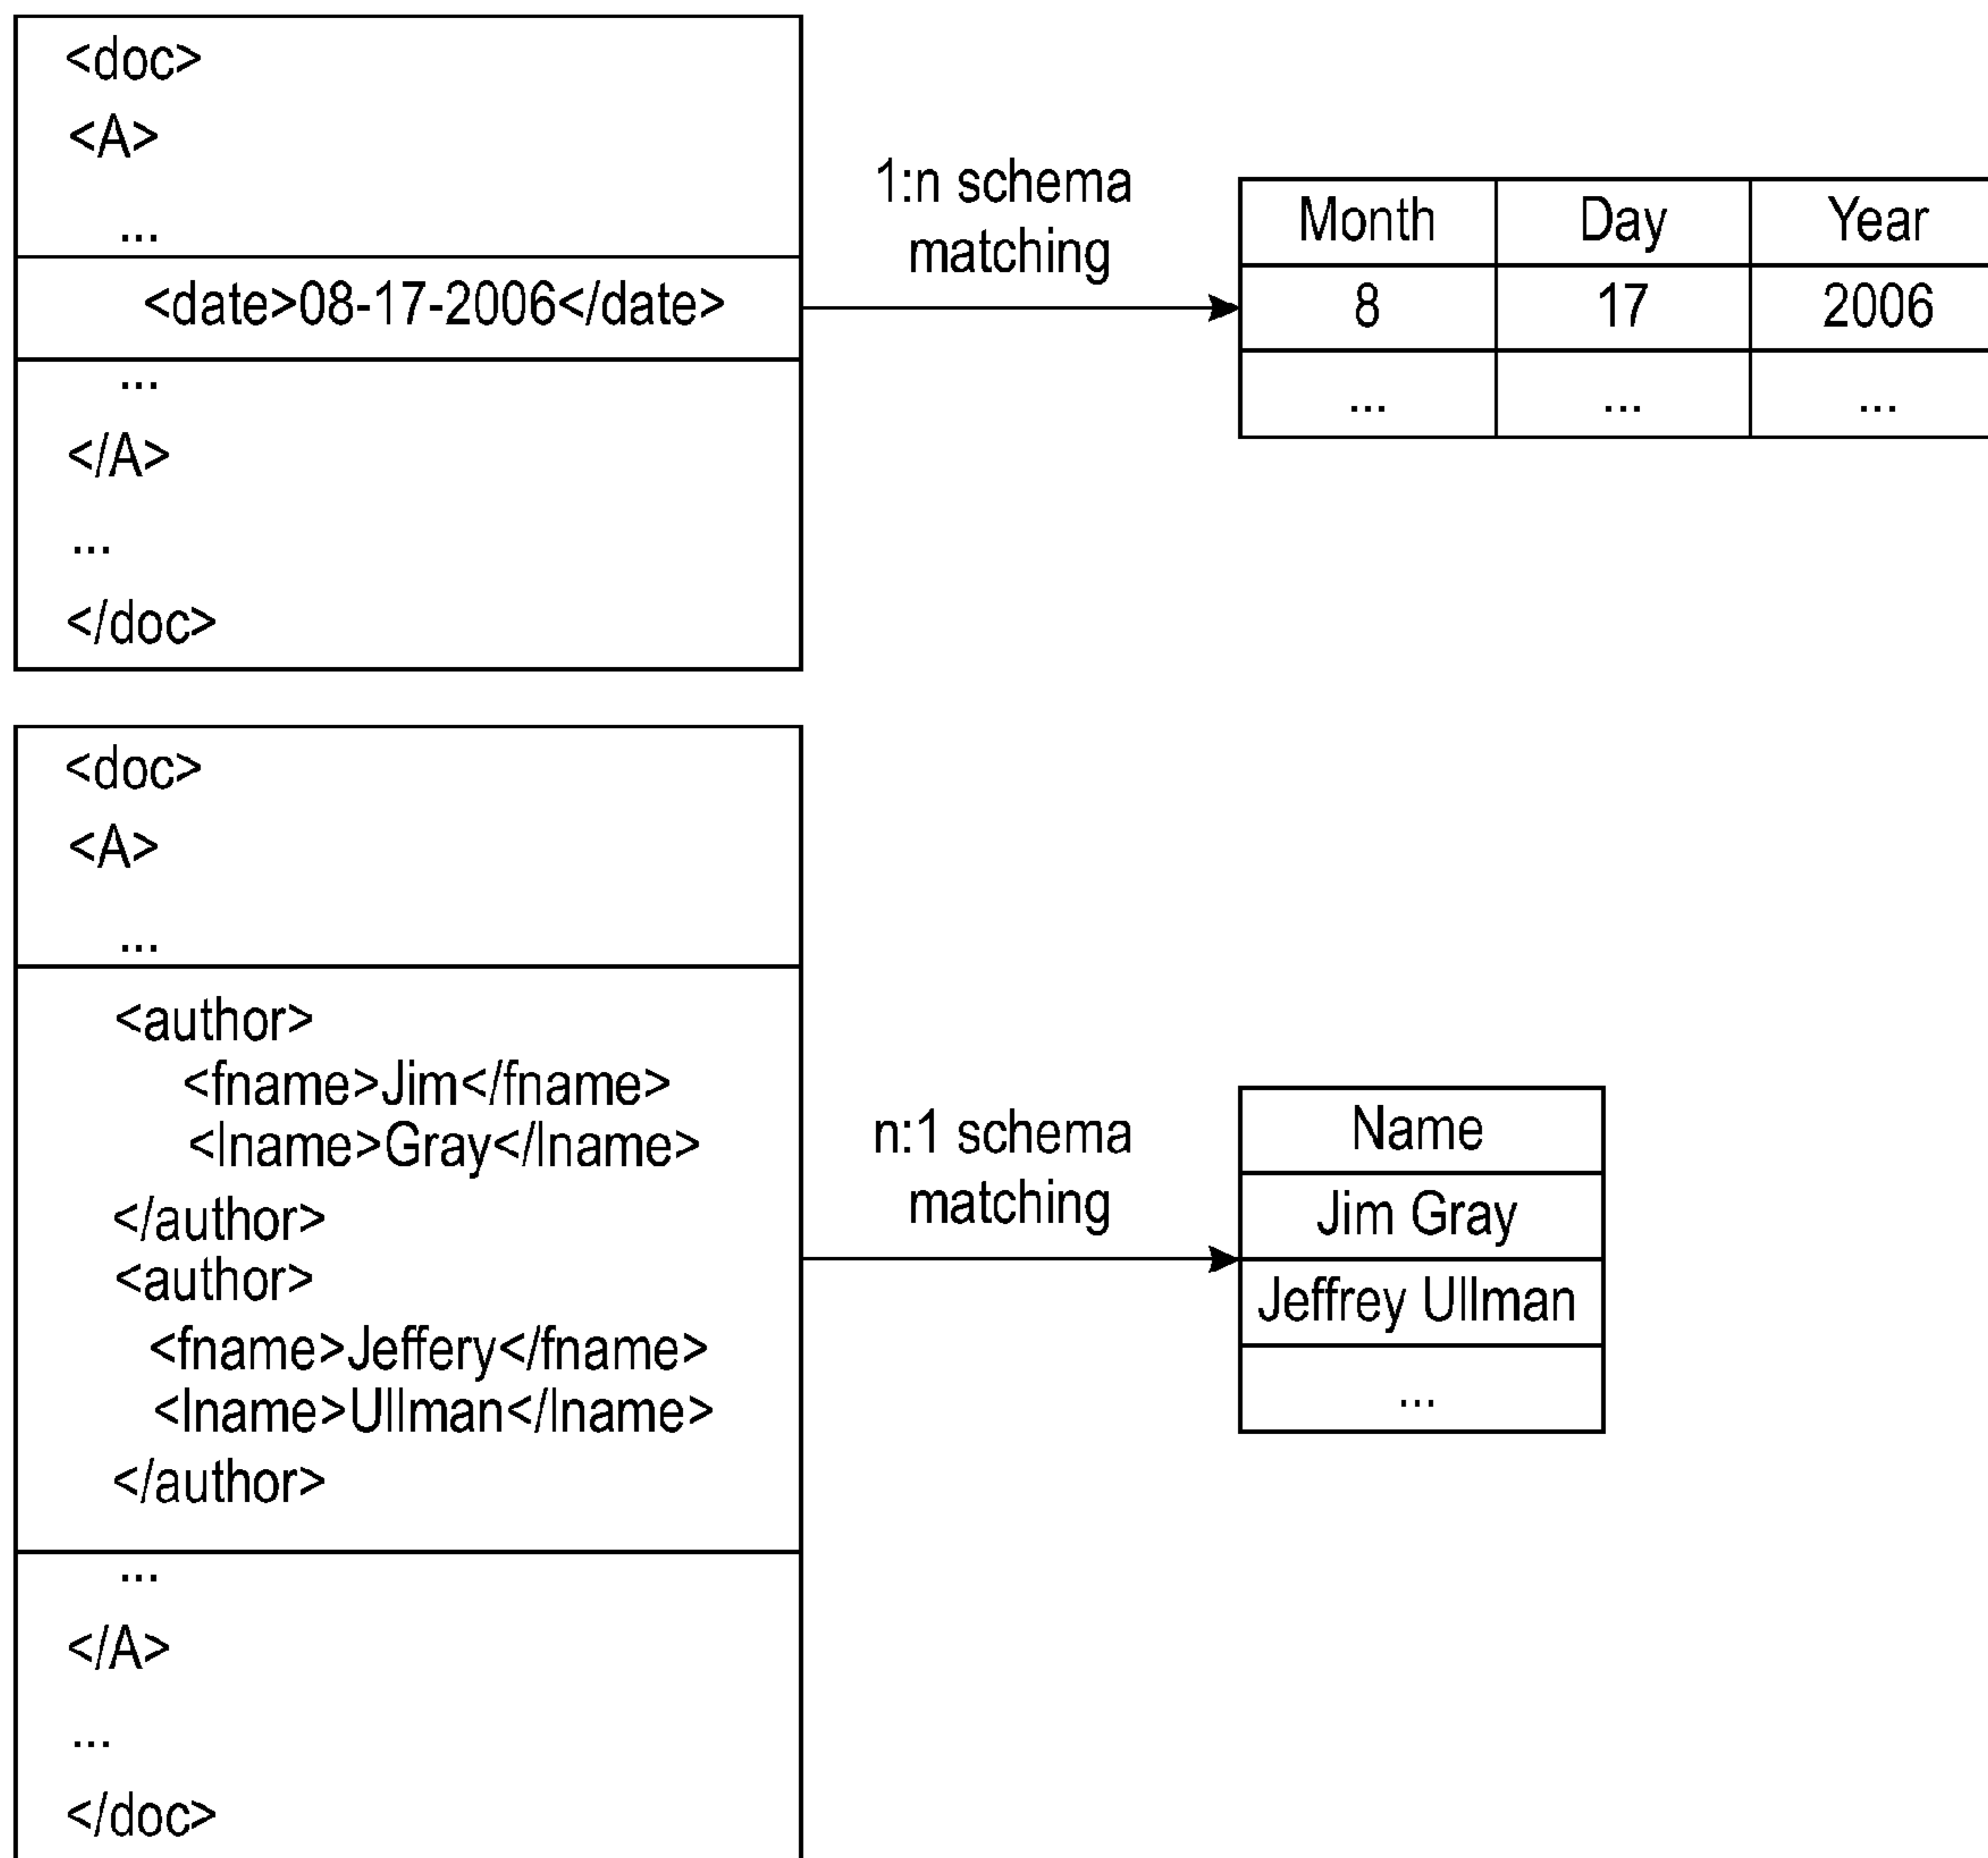 <doc>
<A>
...
<date>08-17-2006</date>
...
</A>
...
</doc>
1:n schema
matching
Month Day Year
8 17 2006
... ... ...
<doc>
<A>
...
<author>
<fname>Jim</fname>
<lname>Gray</lname>
</author>
<author>
<fname>Jeffery</fname>
<lname>Ullman</lname>
</author>
...
</A>
...
</doc>
n:1 schema
matching
Name
Jim Gray
Jeffrey Ullman
...